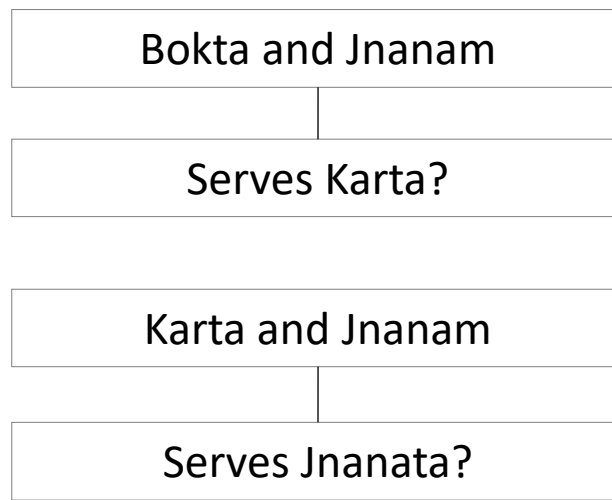 Bokta and Jnanam
Serves Karta?
Karta and Jnanam
Serves Jnanata?